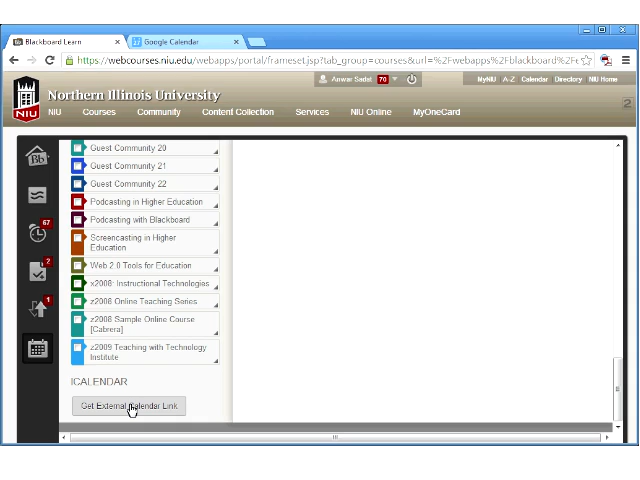 Blackboard Learn
Google Calendar
https://webcourses.niu.edu/webapps/portal/frameset.jsp?tab_group=courses&url=%2Fwebapps%2Fblackboard%2Fe
Anwar Sadat 70
MyNIU A-Z Calendar Directory NIU Home
Northern Illinois University
NIU
NIU Courses Community Content Collection Services NIU Online MyOneCard
2
Bb
67
2
1
Guest Community 20
Guest Community 21
Guest Community 22
Podcasting in Higher Education
Podcasting with Blackboard
Screencasting in Higher
Education
Web 2.0 Tools for Education
x2008: Instructional Technologies
z2008 Online Teaching Series
z2008 Sample Online Course
[Cabrera]
z2009 Teaching with Technology
Institute
ICALENDAR
Get External Calendar Link